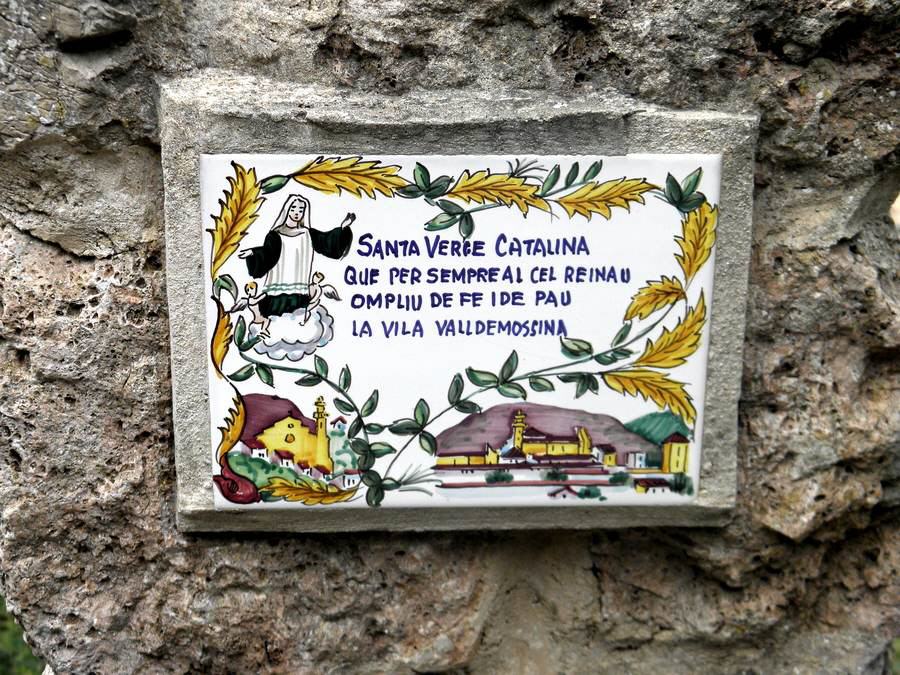 SANTA VERGE CATALINA
QUE PER SEMPRE AL CEL REINAU
OMPLIU DE FE I DE PAU
LA VILA VALLDEMOSSINA